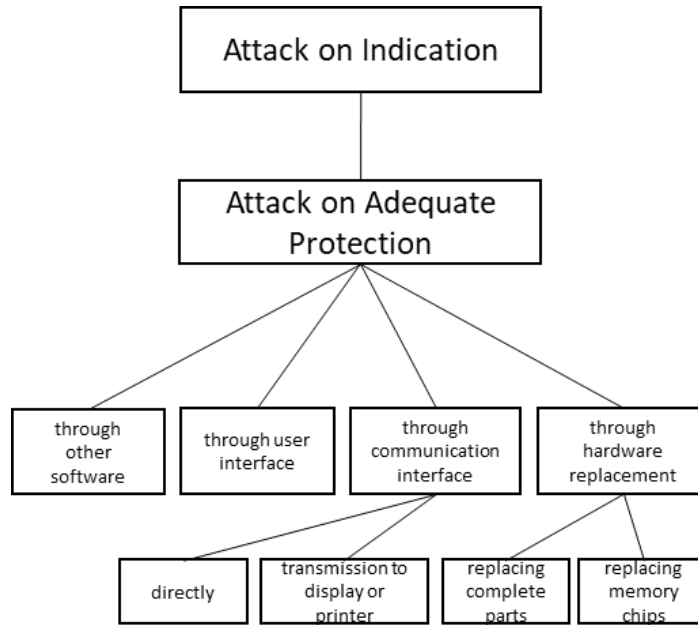 Attack on Indication
Attack on Adequate
Protection
through
other
software
through user
interface
through
communication
interface
through
hardware
replacement
directly
transmission to
display or
printer
replacing
complete
parts
replacing
memory
chips